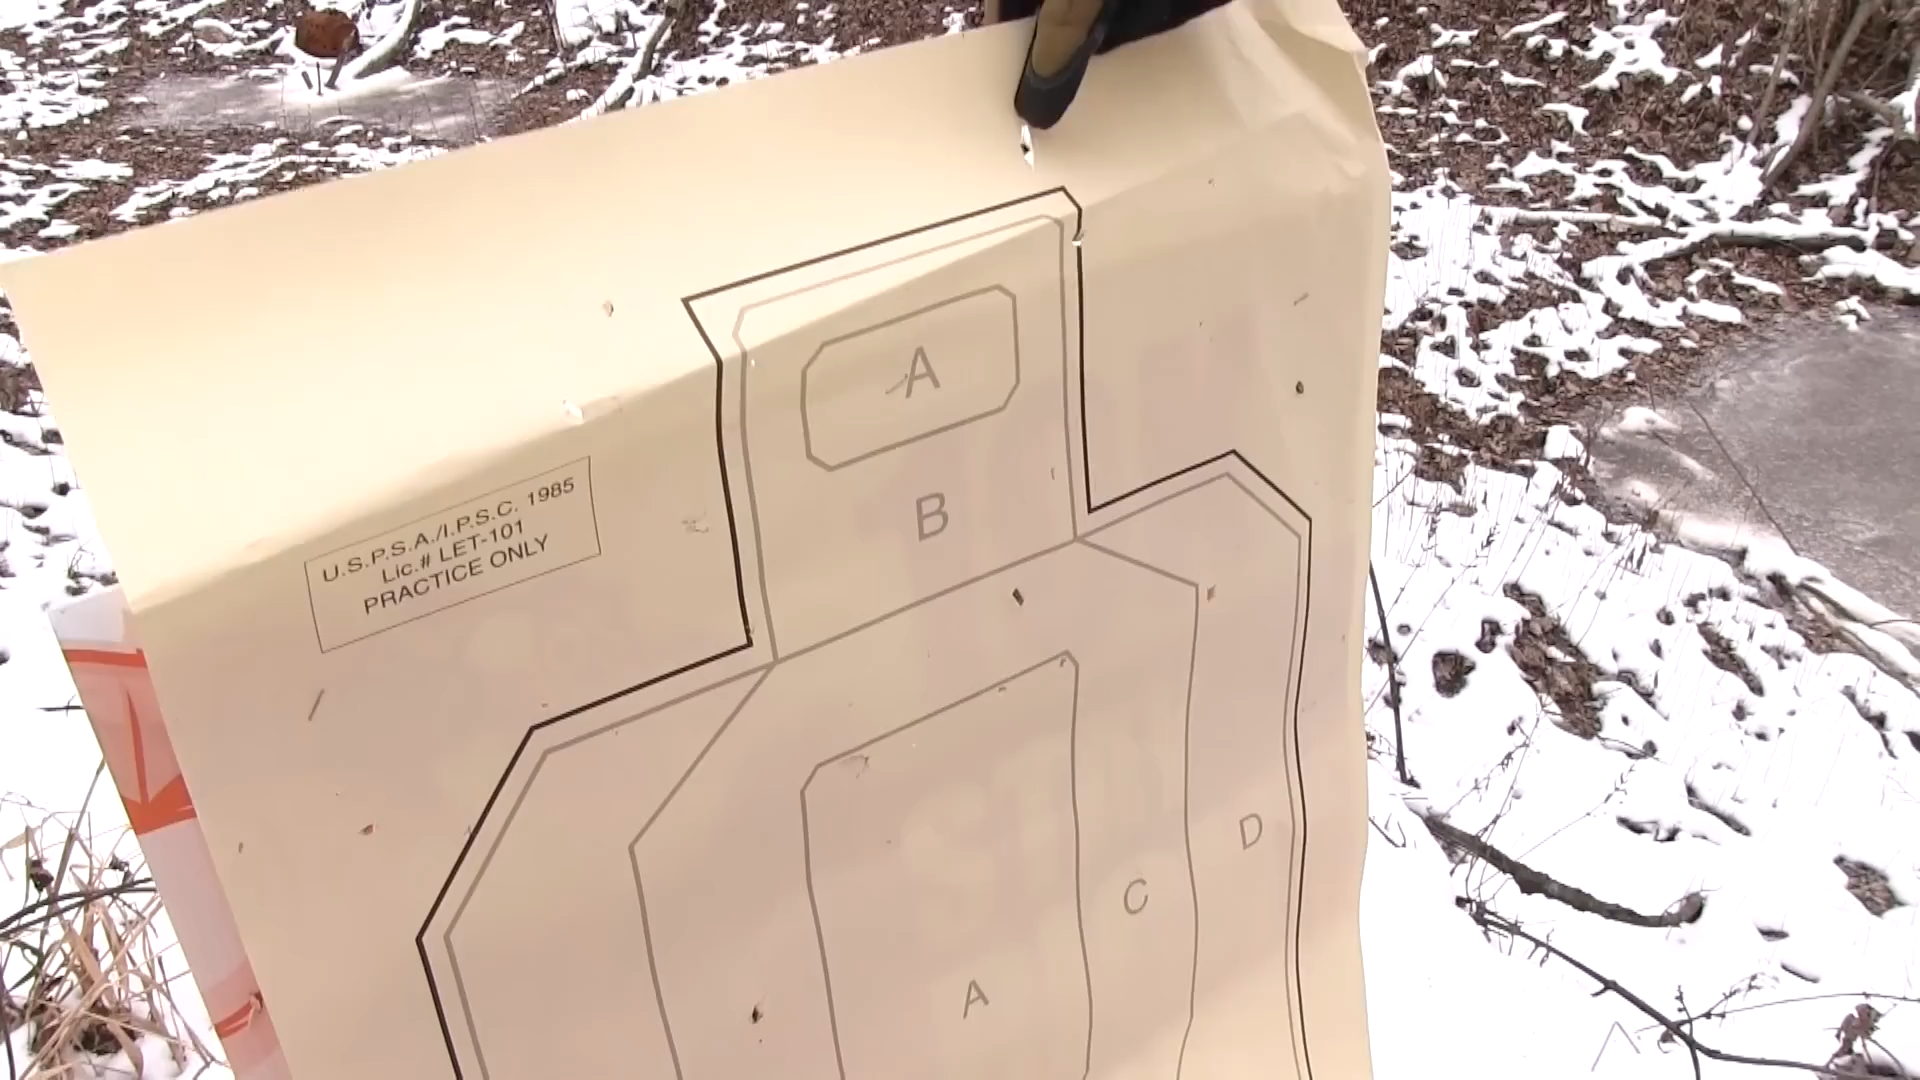 A
B
U.S.P.S.A./I.P.S.C. 1985
Lic.# LET-101
PRACTICE ONLY
D
C
A